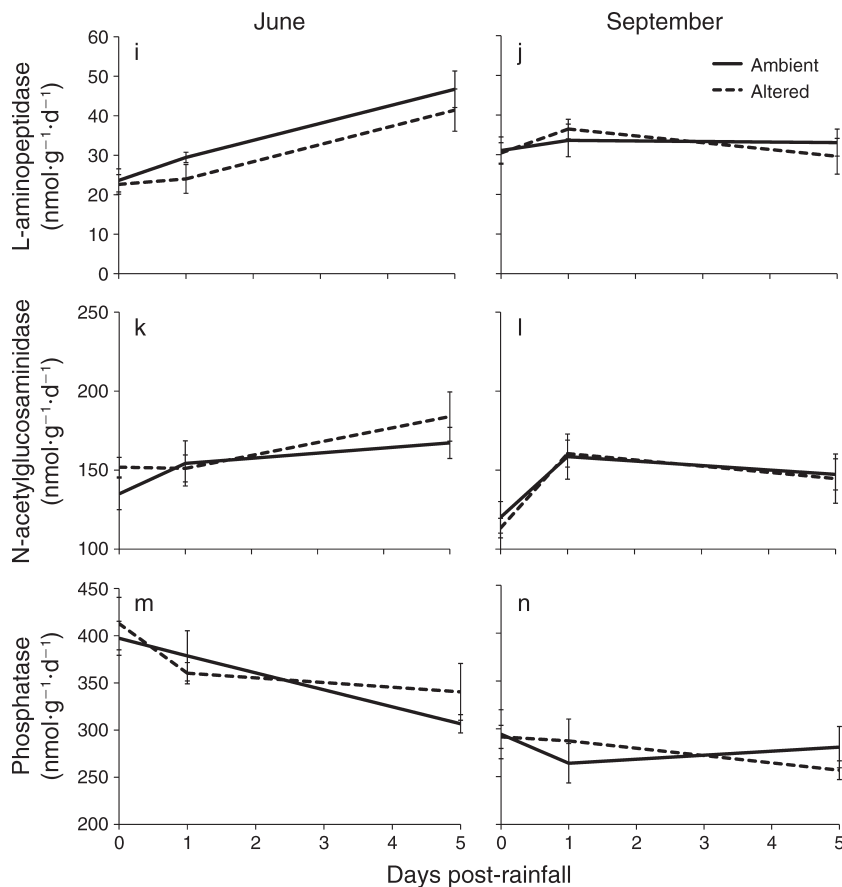 June September
L-aminopeptidase
(nmol·g⁻¹·d⁻¹)
i
60
50
40
30
20
10
0
j
Ambient
Altered
N-acetylglucosaminidase
(nmol·g⁻¹·d⁻¹)
k
250
200
150
100
l
Phosphatase
(nmol·g⁻¹·d⁻¹)
m
450
400
350
300
250
200
n
0 1 2 3 4 5 0 1 2 3 4 5
Days post-rainfall